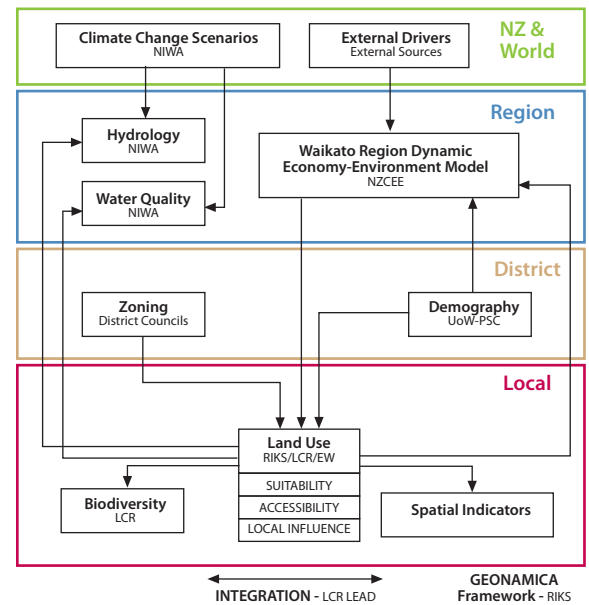 Climate Change Scenarios
NIWA
External Drivers
External Sources
NZ &
World
Region
Hydrology
NIWA
Waikato Region Dynamic
Economy-Environment Model
NZCEE
Water Quality
NIWA
District
Zoning
District Councils
Demography
UoW-PSC
Local
Land Use
RIKS/LCR/EW
SUITABILITY
ACCESSIBILITY
LOCAL INFLUENCE
Biodiversity
LCR
Spatial Indicators
INTEGRATION - LCR LEAD
GEONAMICA
Framework - RIKS